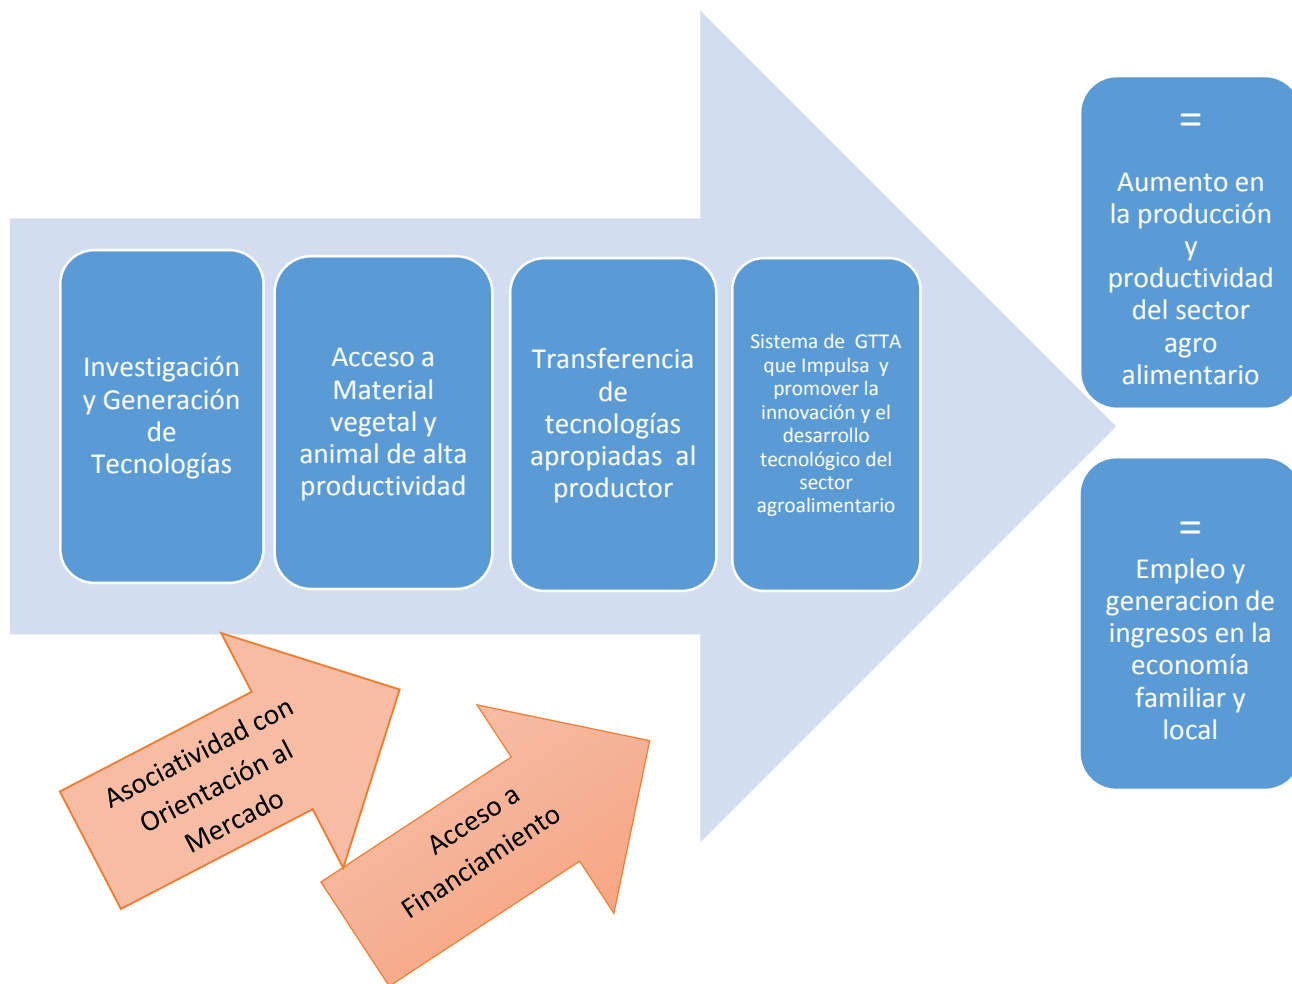 Investigación
y Generación
de
Tecnologías
Acceso a
Material
vegetal y
animal de alta
productividad
Transferencia
de
tecnologías
apropiadas al
productor
Sistema de GTTA
que Impulsa y
promover la
innovación y el
desarrollo
tecnológico del
sector
agroalimentario
=
Aumento en
la producción
y
productividad
del sector
agro
alimentario
=
Empleo y
generacion de
ingresos en la
economía
familiar y
local
Asociatividad con
Orientación al
Mercado
Acceso a
Financiamiento